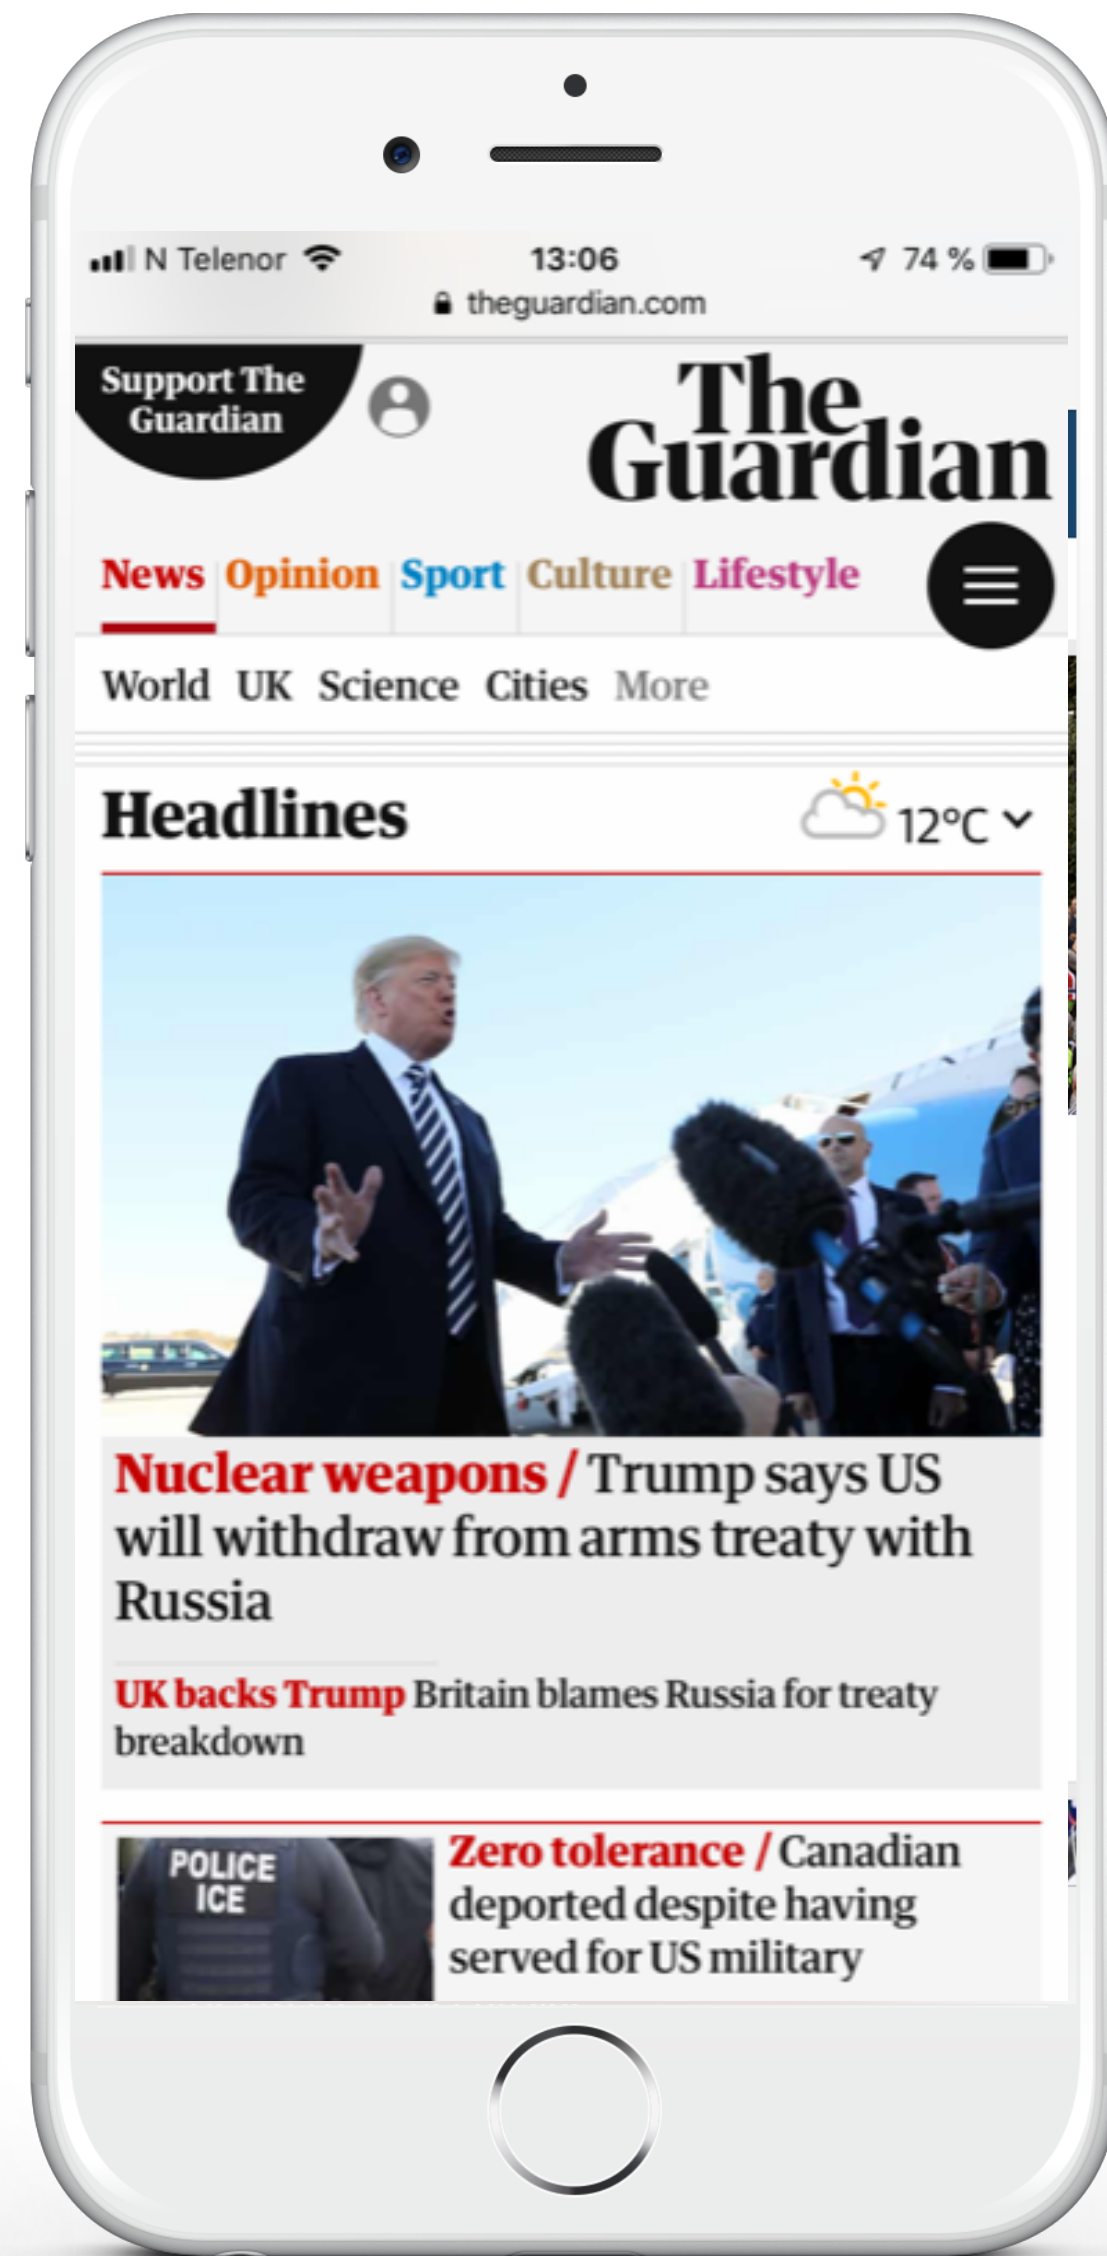 N Telenor 13:06 74 %
theguardian.com
Support The
Guardian
The
Guardian
News Opinion Sport Culture Lifestyle
World UK Science Cities More
Headlines 12°C
Nuclear weapons / Trump says US
will withdraw from arms treaty with
Russia
UK backs Trump Britain blames Russia for treaty
breakdown
POLICE
ICE
Zero tolerance / Canadian
deported despite having
served for US military